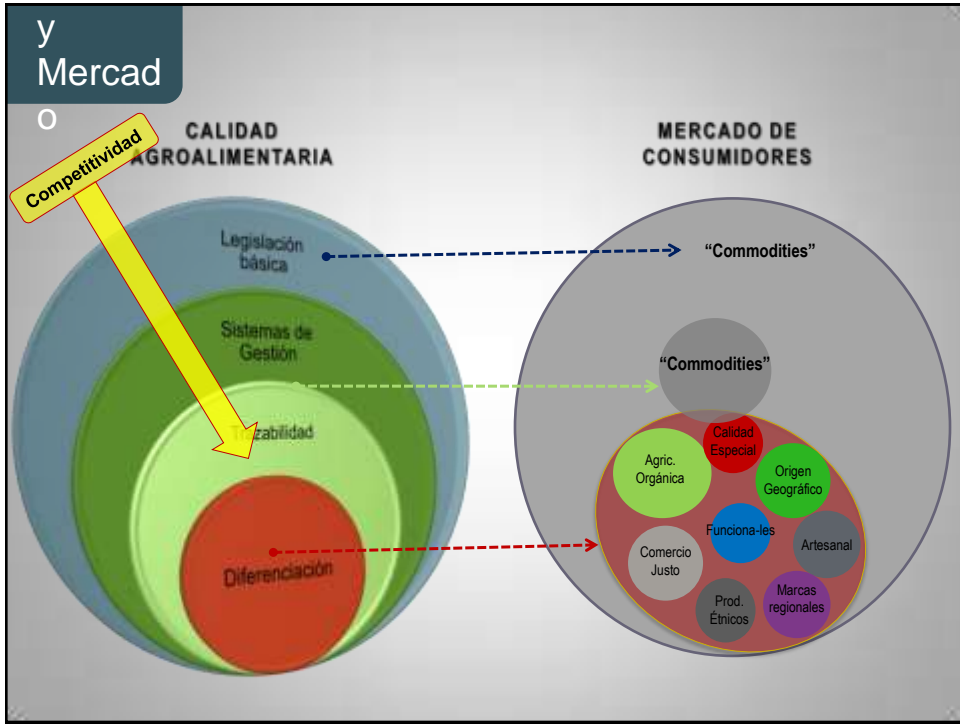 y
Mercad
o
CALIDAD
AGROALIMENTARIA
MERCADO DE
CONSUMIDORES
Competitividad
Legislación
básica
“Commodities”
Sistemas de
Gestión
“Commodities”
Trazabilidad
Calidad
Especial
Agric.
Orgánica
Origen
Geográfico
Funciona-les
Artesanal
Comercio
Justo
Diferenciación
Marcas
regionales
Prod.
Étnicos